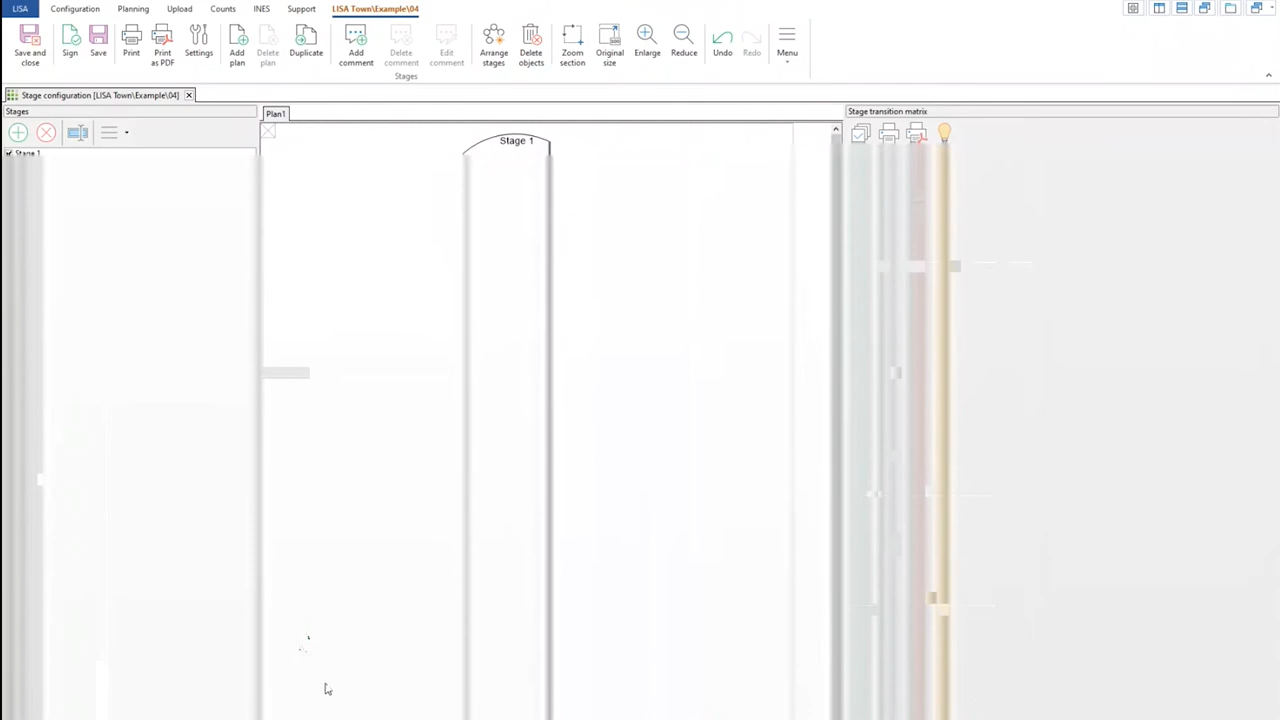 LISA Configuration Planning Upload Counts INES Support LISA Town\Example\04
Save and close Sign Save Print Print as PDF Settings Add plan Delete plan Duplicate Add comment Delete comment Edit comment Arrange stages Delete objects Zoom section Original size Enlarge Reduce Undo Redo Menu
Stages
Stage configuration [LISA Town\Example\04]
Stages Plan1 Stage transition matrix
Stage 1
Stage 1